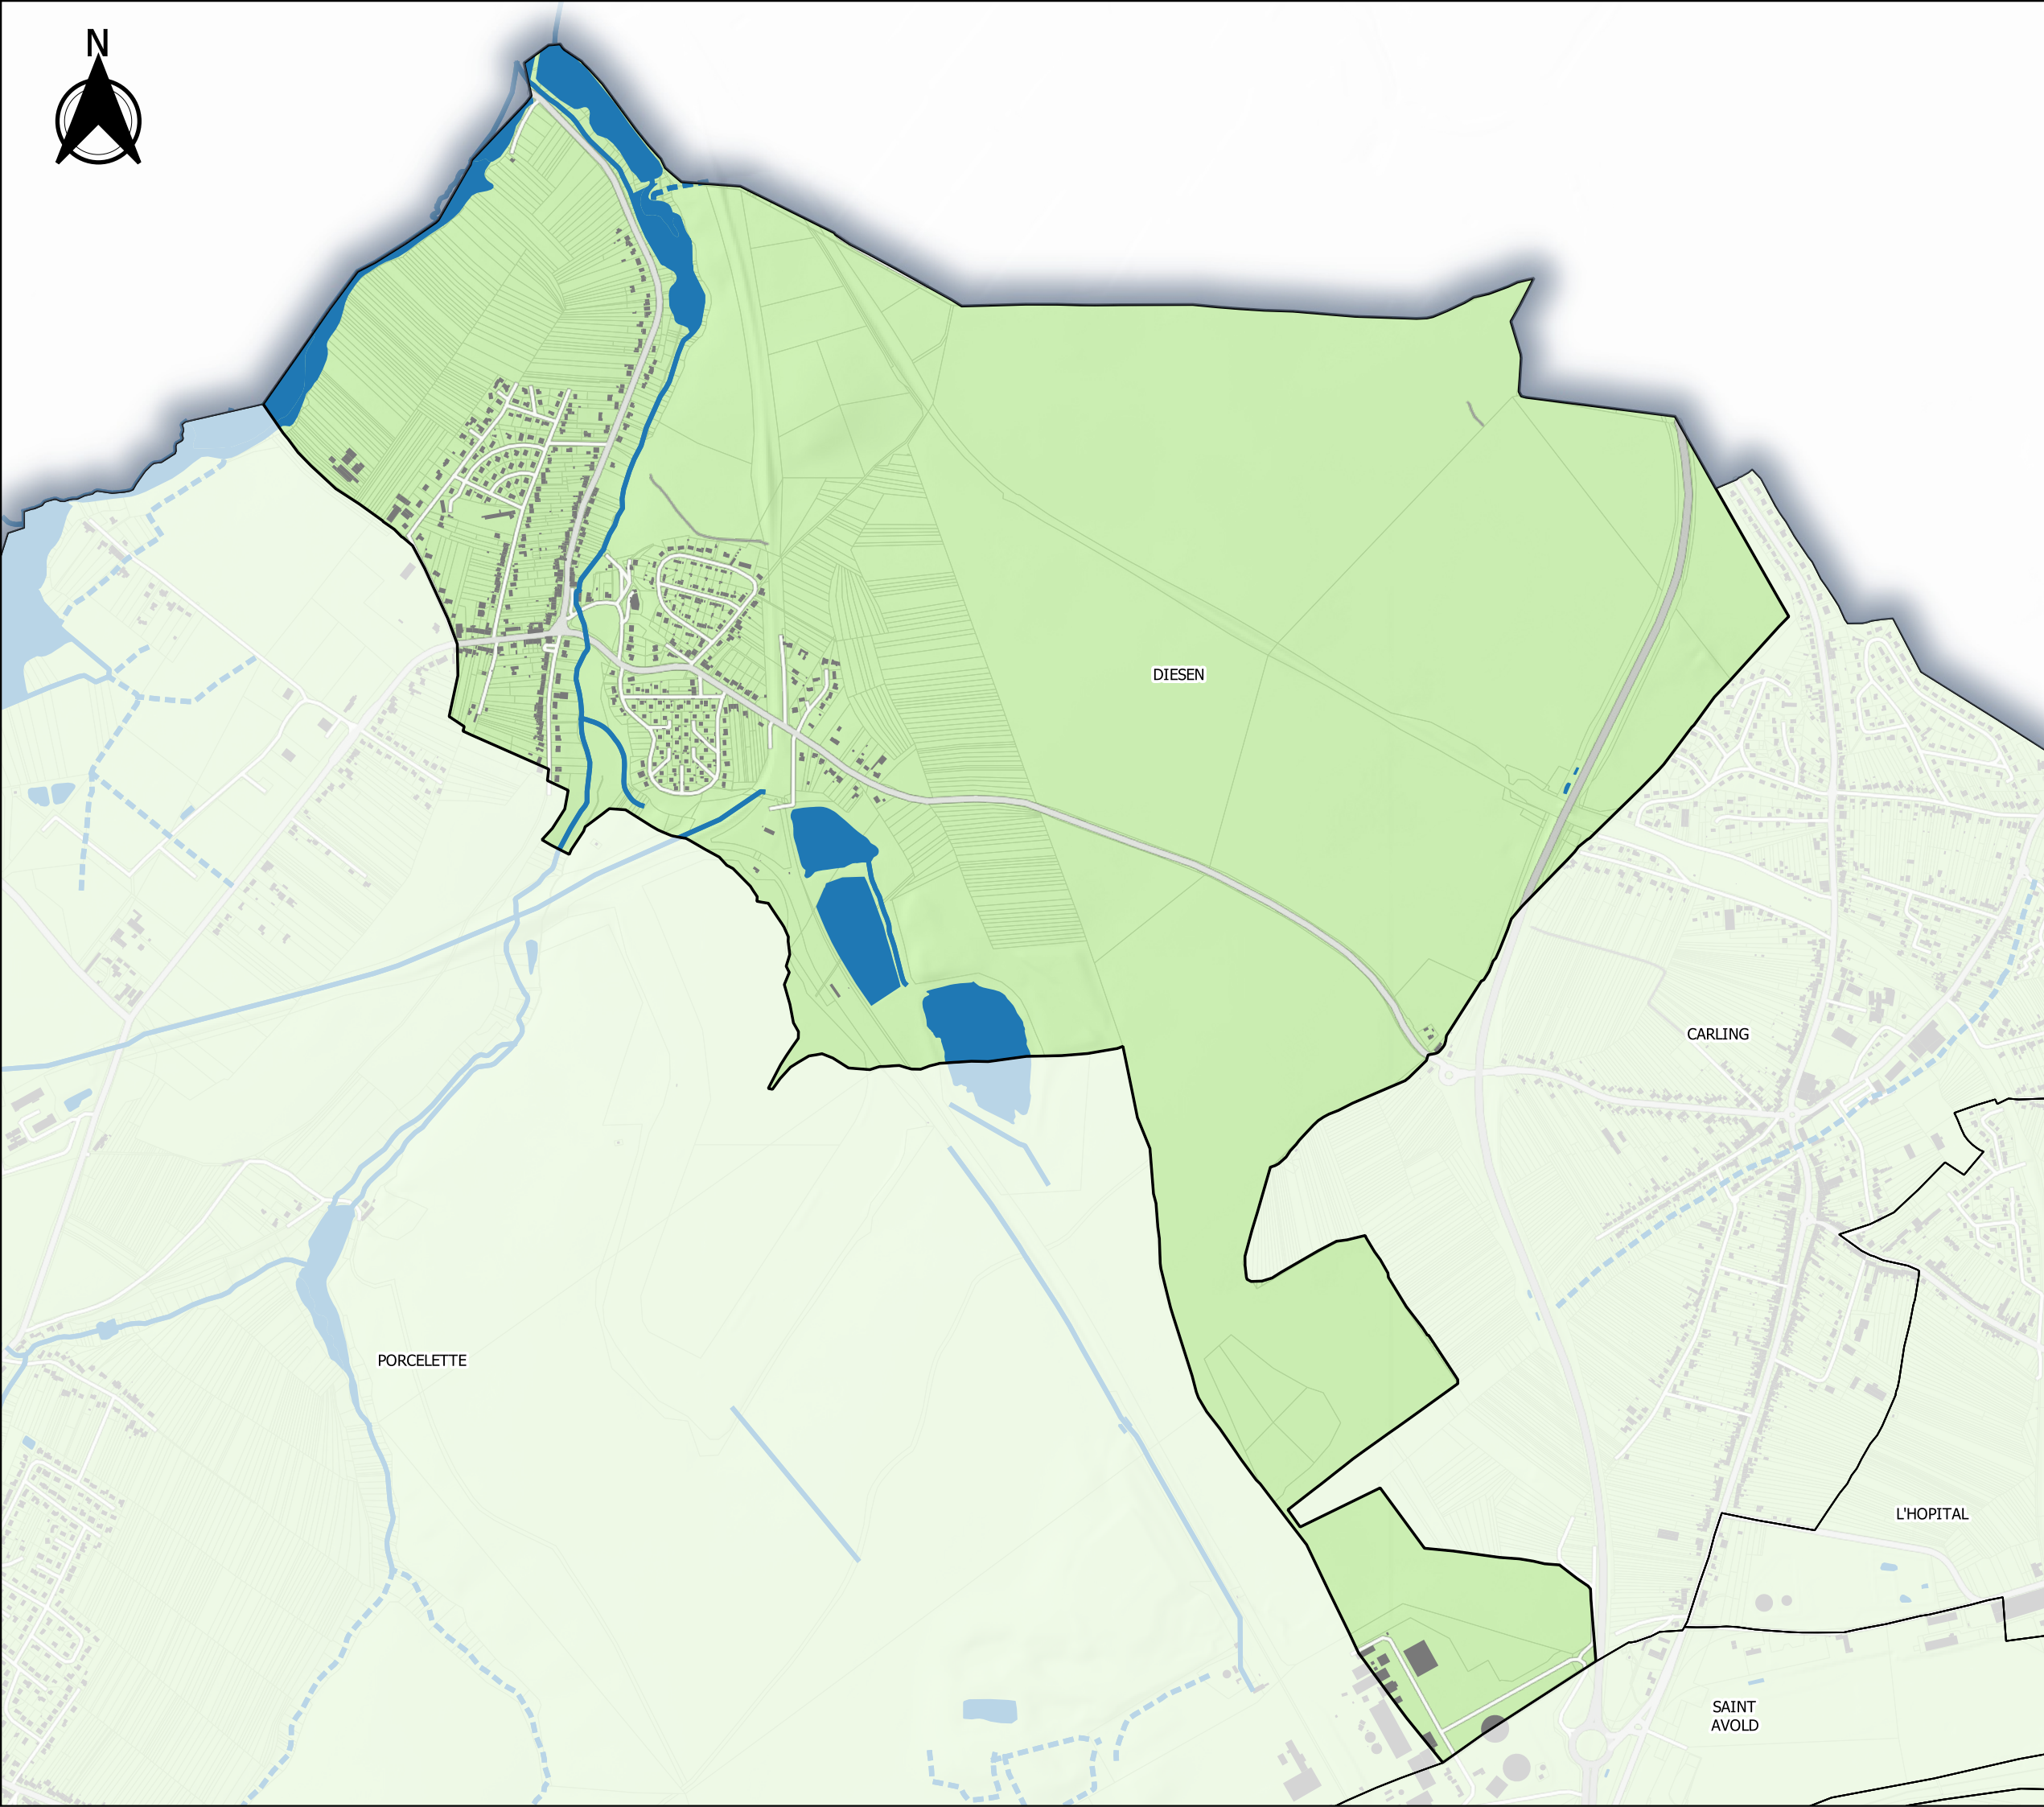 N
DIESEN
CARLING
PORCELETTE
L'HOPITAL
SAINT
AVOLD